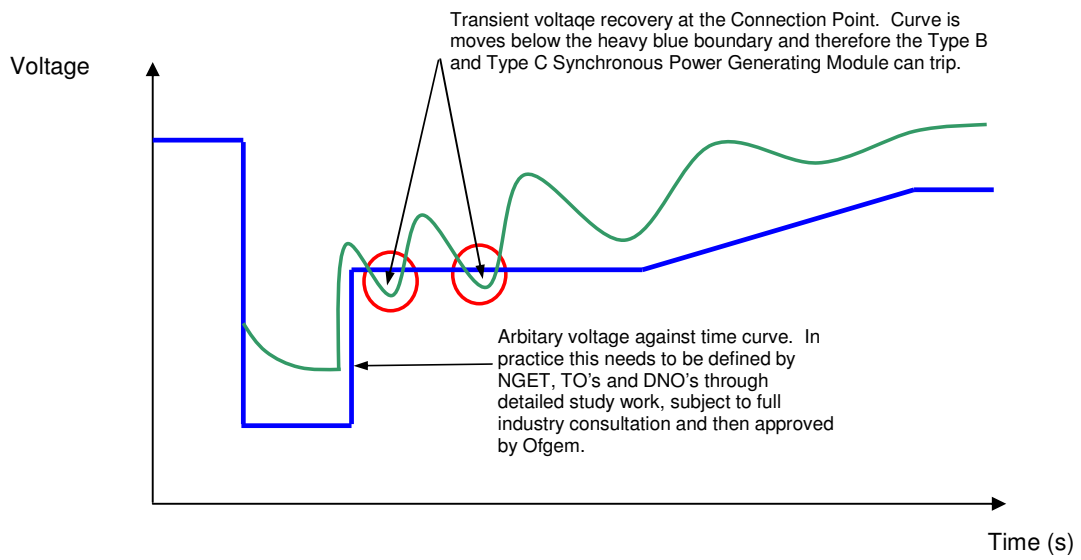 Transient voltaqe recovery at the Connection Point.  Curve is
moves below the heavy blue boundary and therefore the Type B
and Type C Synchronous Power Generating Module can trip.
Voltage
Arbitary voltage against time curve.  In
practice this needs to be defined by
NGET, TO's and DNO's through
detailed study work, subject to full
industry consultation and then approved
by Ofgem.
Time (s)